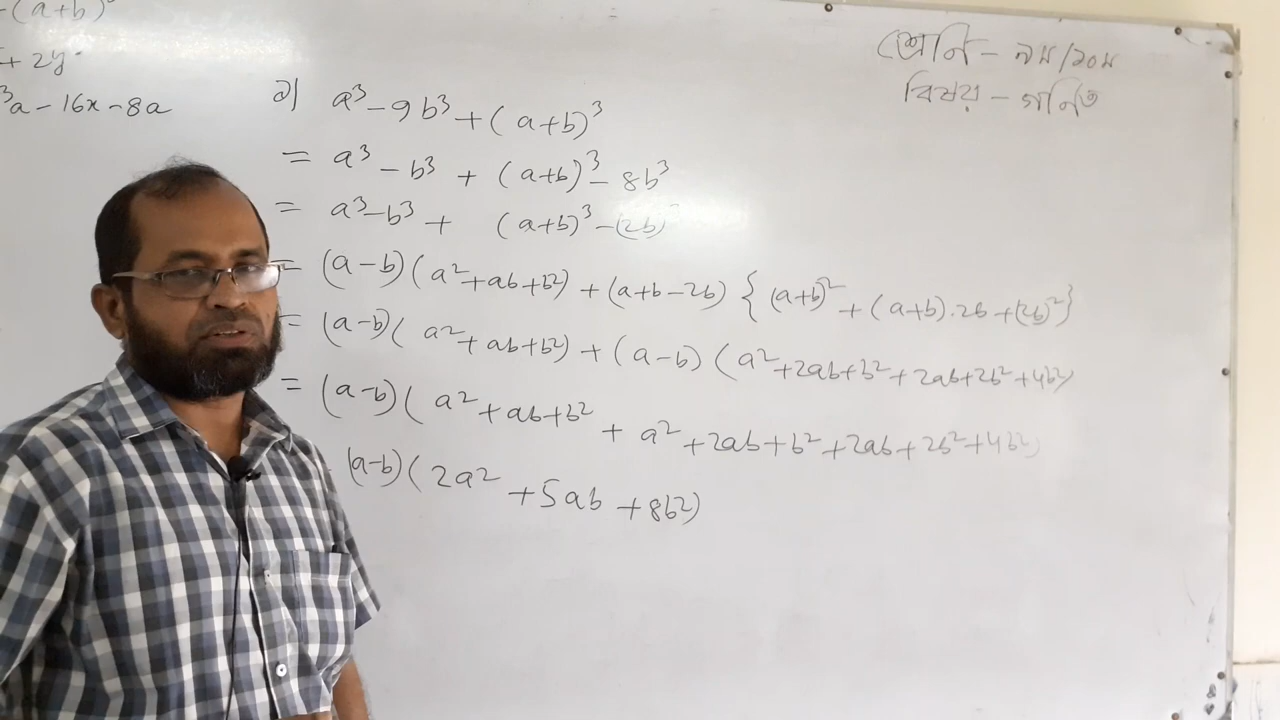 -(a+b)
+ 2y
³a - 16x - 8a
শ্রেণি - ৯ম/১০ম
বিষয় - গণিত
১। a³ - 9b³ + (a+b)³
= a³ - b³ + (a+b)³ - 8b³
= a³ - b³ + (a+b)³ - (2b)
= (a-b)(a²+ab+b²) + (a+b-2b) {(a+b)² + (a+b).2b + (2b)²}
= (a-b)(a²+ab+b²) + (a-b)(a²+2ab+b²+2ab+2b²+4b²)
= (a-b)(a²+ab+b² + a²+2ab+b²+2ab+2b²+4b²)
(a-b)(2a² + 5ab + 8b²)